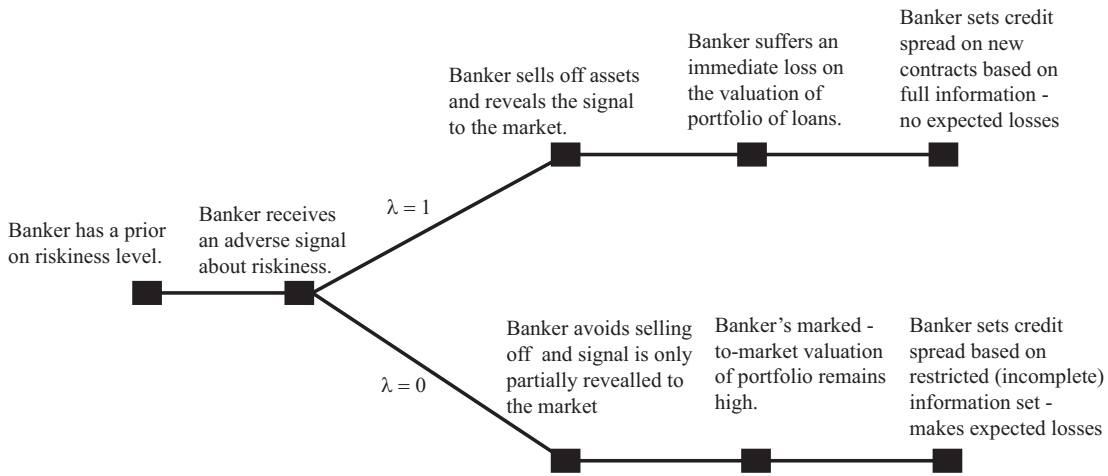 Banker has a prior
on riskiness level.
Banker receives
an adverse signal
about riskiness.
λ = 1
Banker sells off assets
and reveals the signal
to the market.
Banker suffers an
immediate loss on
the valuation of
portfolio of loans.
Banker sets credit
spread on new
contracts based on
full information -
no expected losses
λ = 0
Banker avoids selling
off and signal is only
partially revealled to
the market
Banker's marked -
to-market valuation
of portfolio remains
high.
Banker sets credit
spread based on
restricted (incomplete)
information set -
makes expected losses